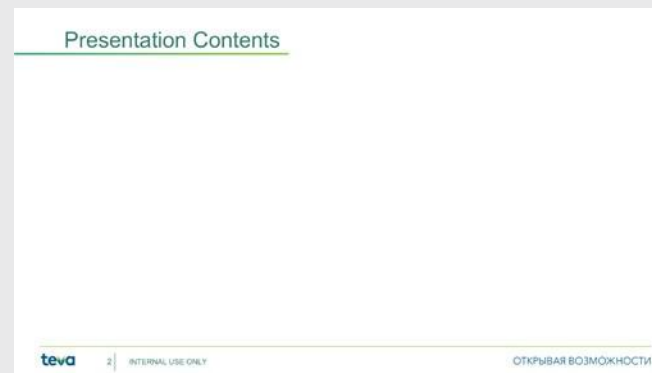 Presentation Contents
teva 2 INTERNAL USE ONLY ОТКРЫВАЯ ВОЗМОЖНОСТИ